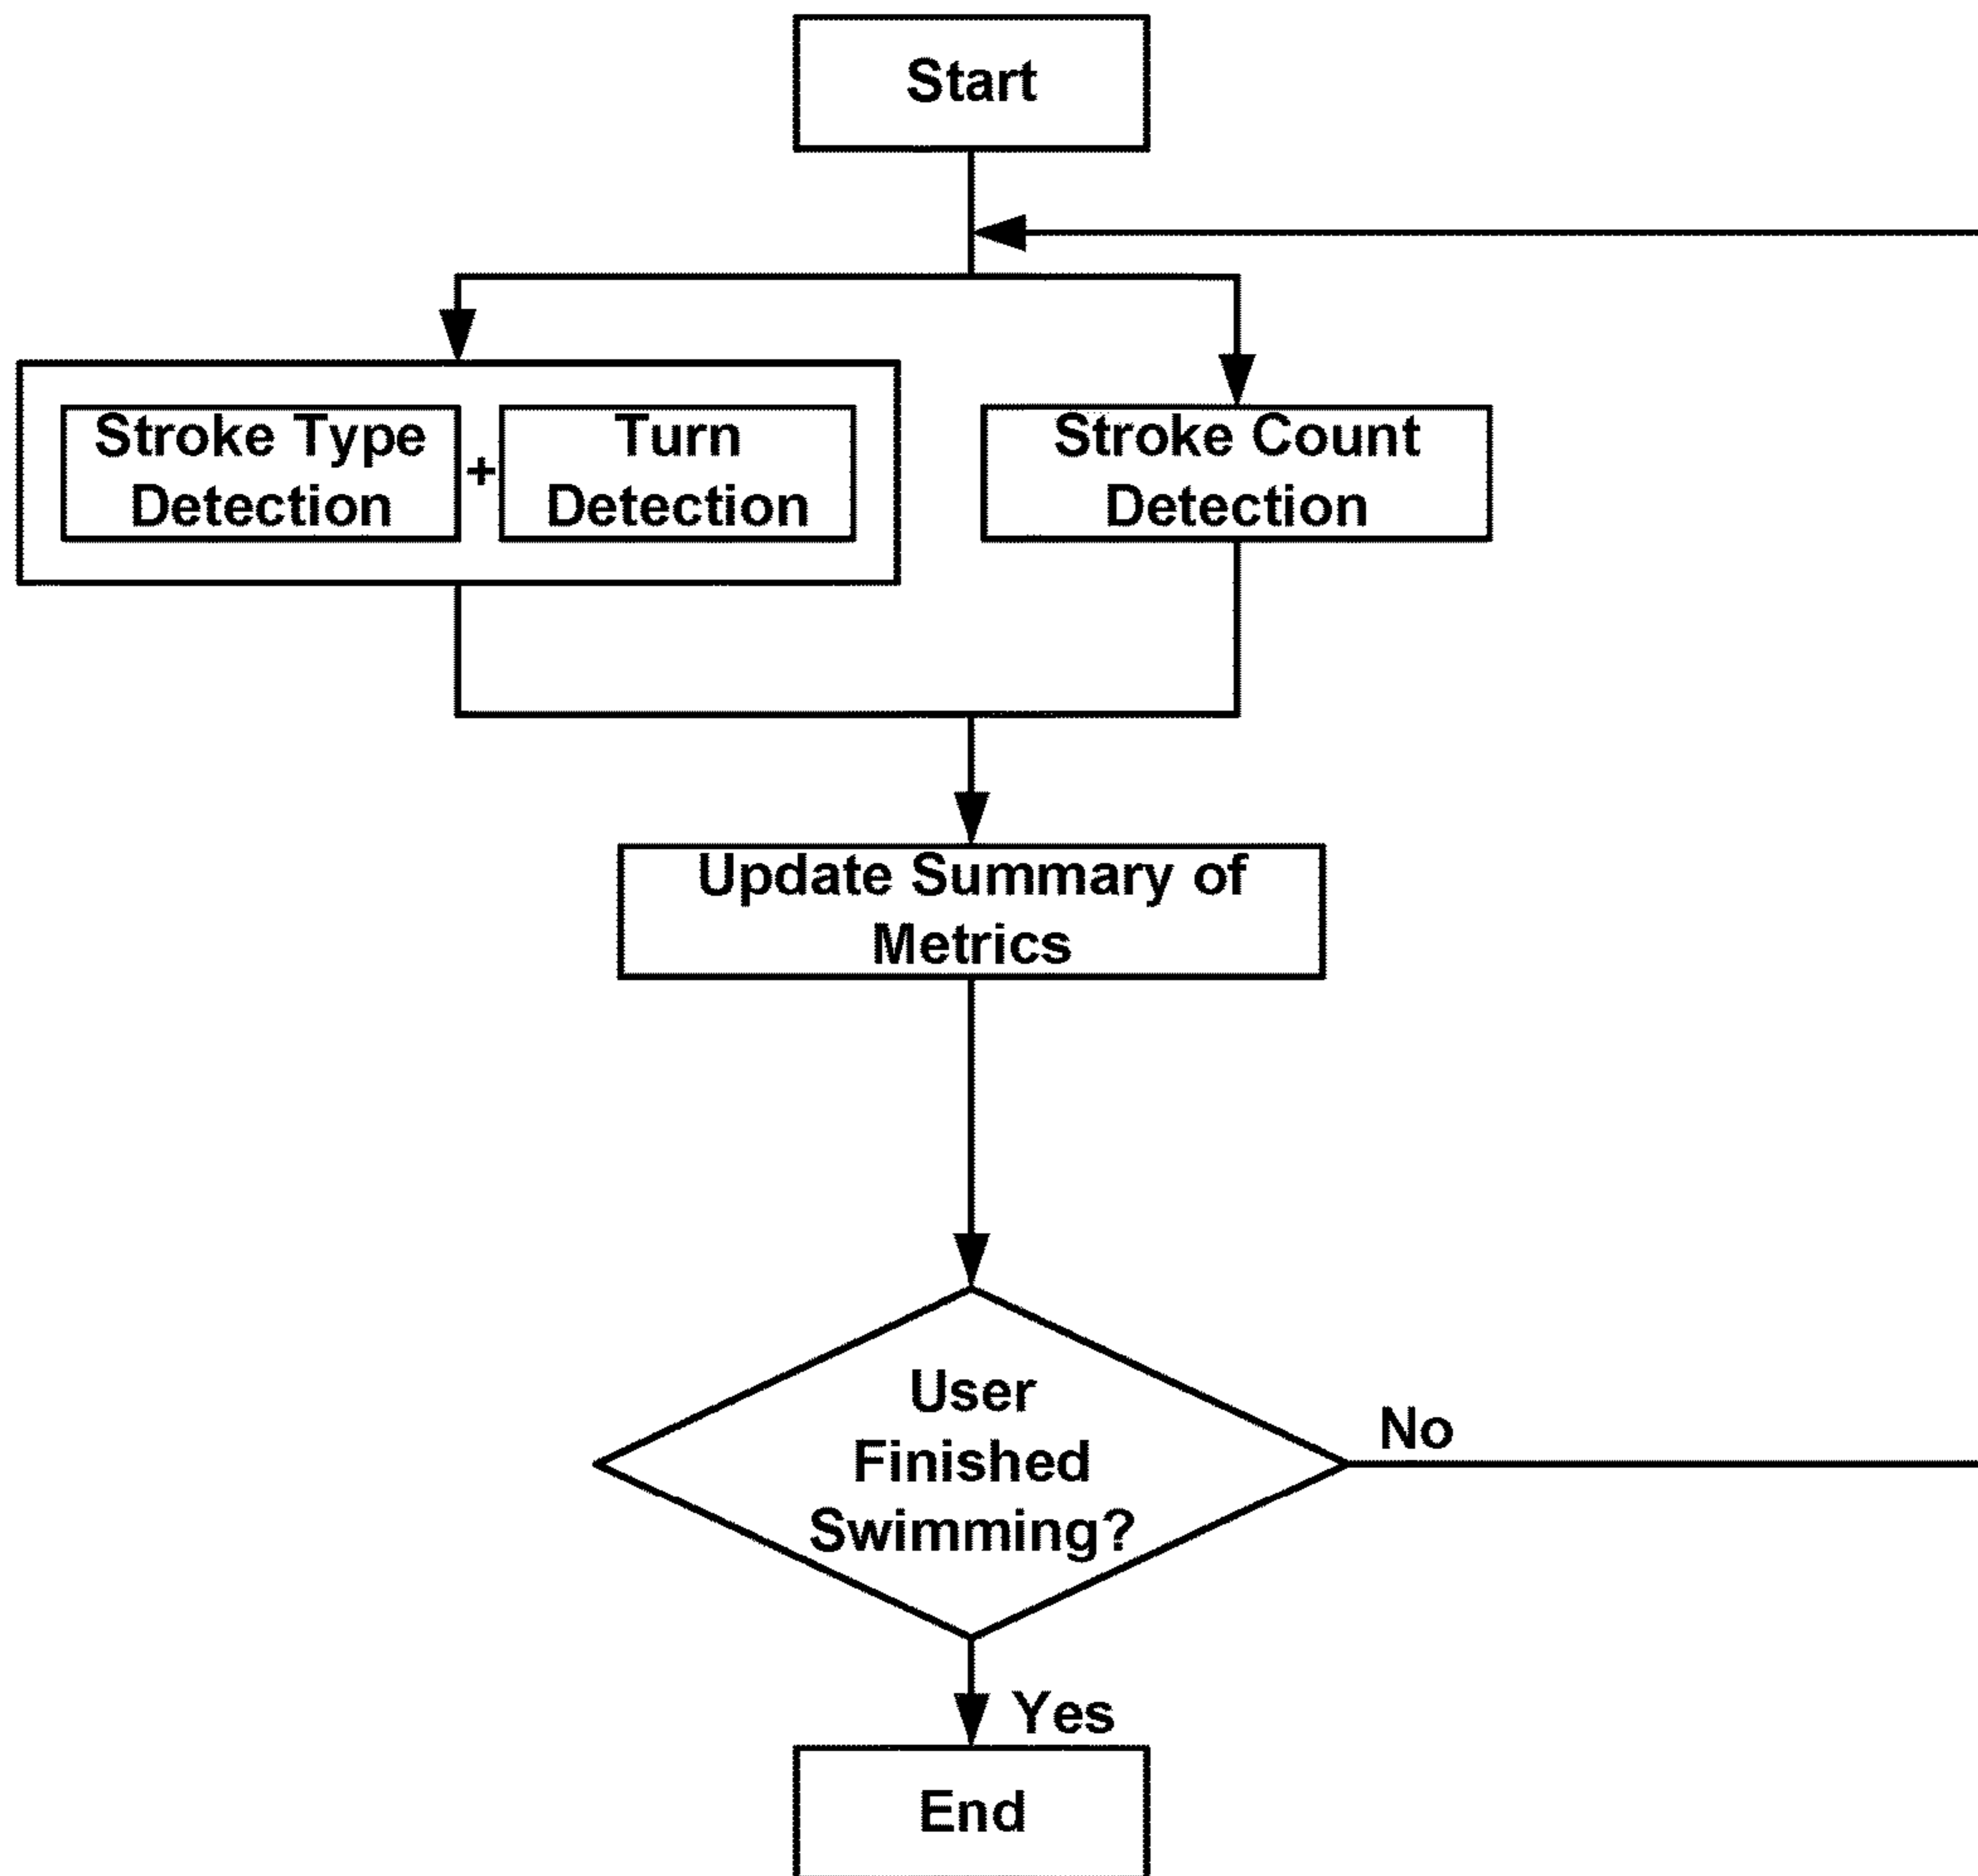 Start
Stroke Type
Detection
+
Turn
Detection
Stroke Count
Detection
Update Summary of
Metrics
User
Finished
Swimming?
No
Yes
End